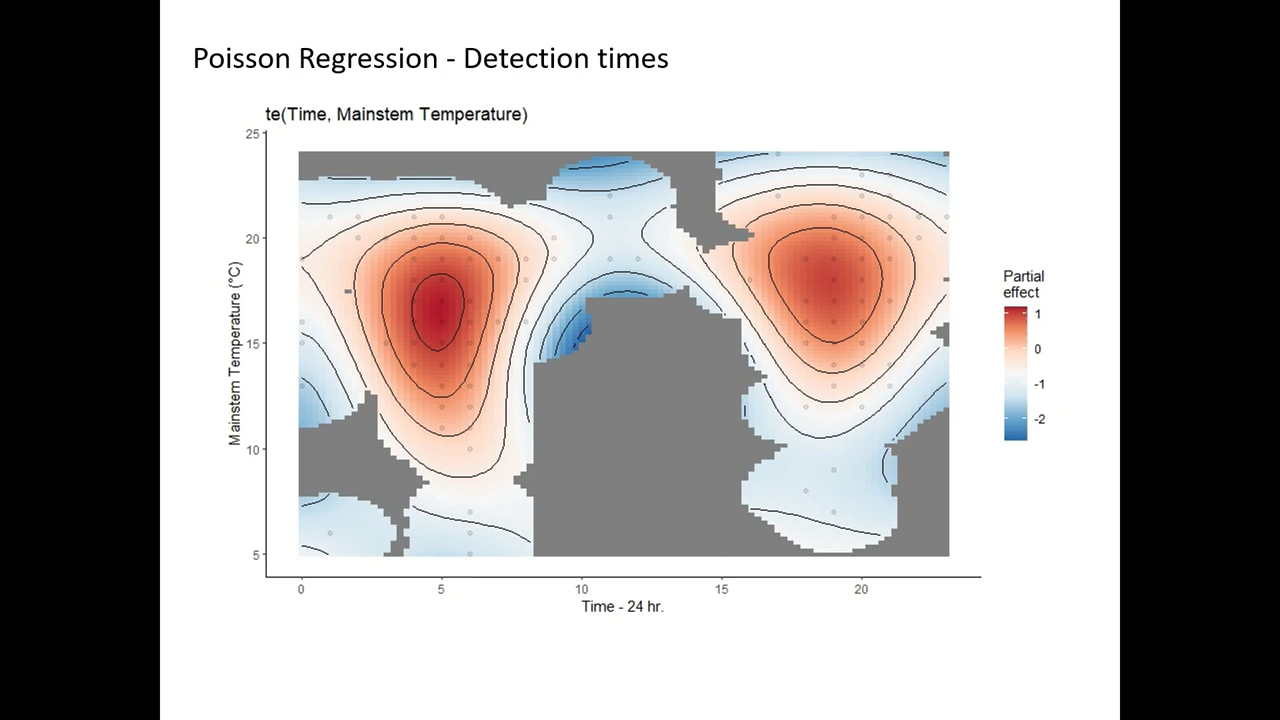 Poisson Regression - Detection times
te(Time, Mainstem Temperature)
25
20
15
10
5
Mainstem Temperature (°C)
0 5 10 15 20
Time - 24 hr.
Partial
effect
1
0
-1
-2